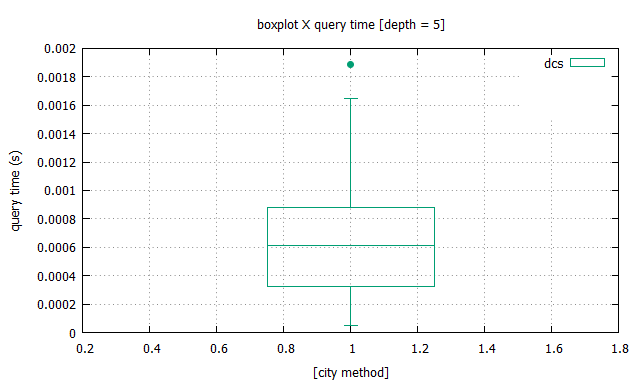 boxplot X query time [depth = 5]
0.002
dcs
0.0018
0.0016
0.0014
0.0012
0.001
0.0008
0.0006
0.0004
0.0002
0
query time (s)
0.2 0.4 0.6 0.8 1 1.2 1.4 1.6 1.8
[city method]